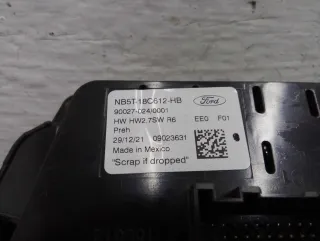 NB5T-18C612-HB
Ford
90027-024/0001
HW HW2.7SW R6
EE0 F01
Preh
29/12/21 09023631
Made in Mexico
"Scrap if dropped"